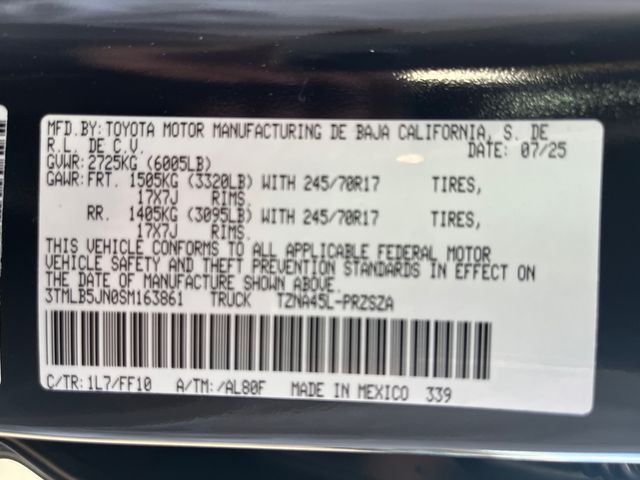 MFD.BY: TOYOTA MOTOR MANUFACTURING DE BAJA CALIFORNIA, S. DE
R.L. DE C.V. DATE: 07/25
GVWR: 2725KG (6005LB)
GAWR: FRT. 1505KG (3320LB) WITH 245/70R17 TIRES,
17X7J RIMS.
RR. 1405KG (3095LB) WITH 245/70R17 TIRES,
17X7J RIMS.
THIS VEHICLE CONFORMS TO ALL APPLICABLE FEDERAL MOTOR
VEHICLE SAFETY AND THEFT PREVENTION STANDARDS IN EFFECT ON
THE DATE OF MANUFACTURE SHOWN ABOVE.
3TMLB5JN0SM163861 TRUCK TZNA45L-PRZSZA
C/TR: 1L7/FF10 A/TM: /AL80F MADE IN MEXICO 339